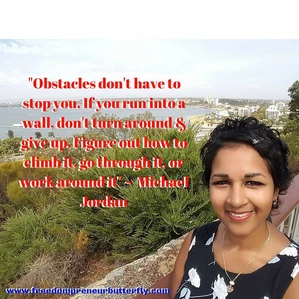 "Obstacles don't have to
stop you. If you run into a
wall, don't turn around &
give up. Figure out how to
climb it, go through it, or
work around it" ~ Michael
Jordan
www.freedompreneurbutterfly.com